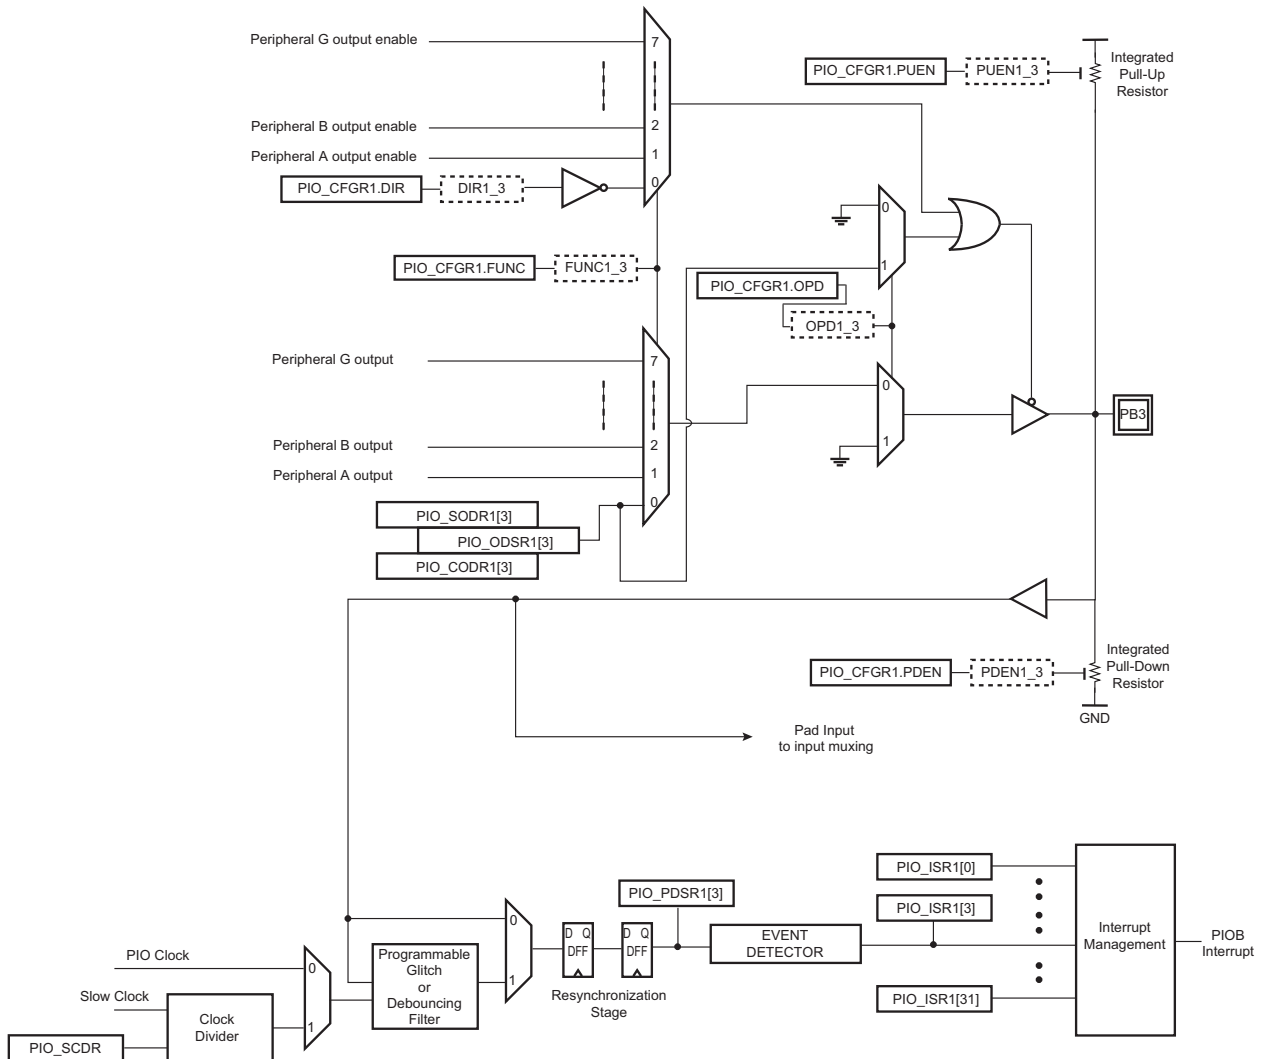 Peripheral G output enable
7
PIO_CFGR1.PUEN
PUEN1_3
Integrated
Pull-Up
Resistor
Peripheral B output enable
2
Peripheral A output enable
1
PIO_CFGR1.DIR
DIR1_3
0
0
PIO_CFGR1.FUNC
FUNC1_3
1
PIO_CFGR1.OPD
OPD1_3
Peripheral G output
7
0
PB3
Peripheral B output
2
1
Peripheral A output
1
0
PIO_SODR1[3]
PIO_ODSR1[3]
PIO_CODR1[3]
PIO_CFGR1.PDEN
PDEN1_3
Integrated
Pull-Down
Resistor
GND
Pad Input
to input muxing
PIO_ISR1[0]
PIO_PDSR1[3]
PIO_ISR1[3]
0
D Q
DFF
D Q
DFF
EVENT
DETECTOR
Interrupt
Management
PIOB
Interrupt
PIO Clock
0
Programmable
Glitch
or
Debouncing
Filter
1
Resynchronization
Stage
PIO_ISR1[31]
Slow Clock
Clock
Divider
1
PIO_SCDR